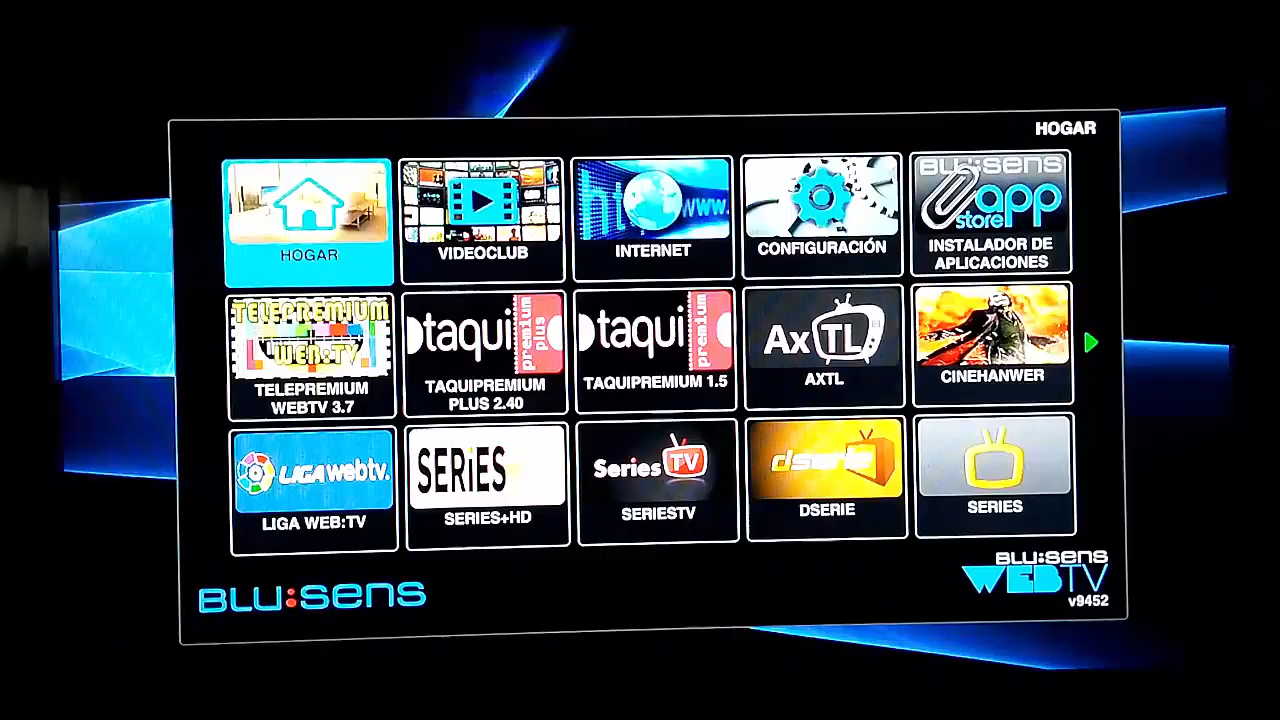 HOGAR
HOGAR
VIDEOCLUB
www.
INTERNET
CONFIGURACIÓN
BLU:SENS
app
store
INSTALADOR DE
APLICACIONES
TELEPREMIUM
WEB:TV
TELEPREMIUM
WEBTV 3.7
taqui
premium
plus
TAQUIPREMIUM
PLUS 2.40
taqui
premium
TAQUIPREMIUM 1.5
AxTL
AXTL
CINEHANWER
LIGA webtv.
LIGA WEB:TV
SERiES
SERIES+HD
Series TV
SERIESTV
dserie
DSERIE
SERIES
BLU:SENS
BLU:SENS
WEBTV
v9452